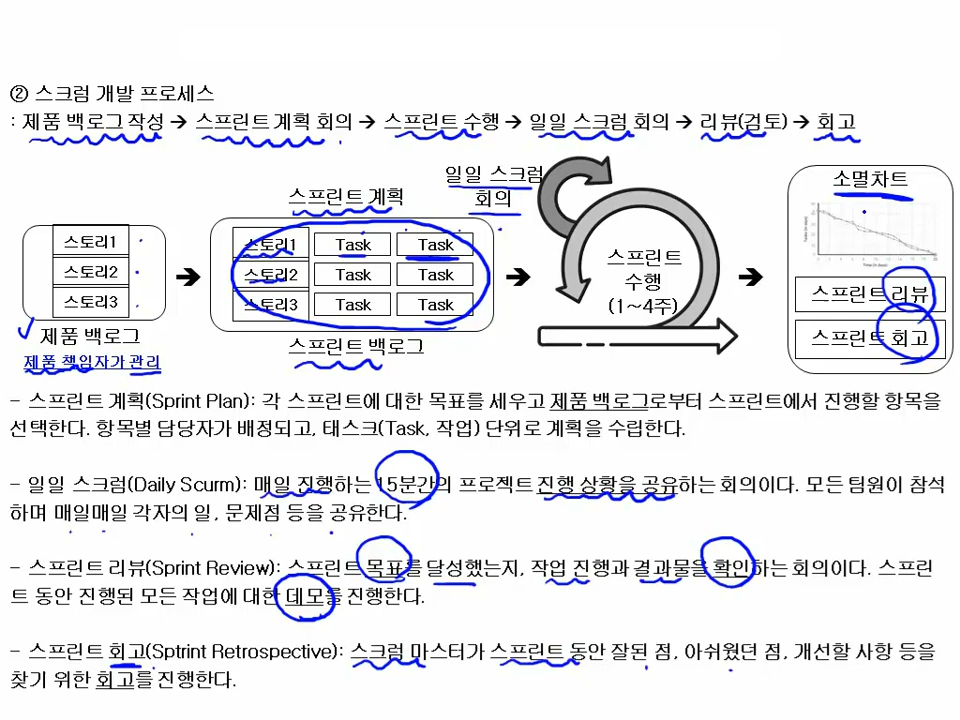 ② 스크럼 개발 프로세스
: 제품 백로그 작성 → 스프린트 계획 회의 → 스프린트 수행 → 일일 스크럼 회의 → 리뷰(검토) → 회고
일일 스크럼
회의
스프린트 계획
소멸차트
스토리1
스토리2
스토리3
제품 백로그
제품 책임자가 관리
스토리1 Task Task
스토리2 Task Task
스토리3 Task Task
스프린트 백로그
스프린트
수행
(1~4주)
스프린트 리뷰
스프린트 회고
- 스프린트 계획(Sprint Plan): 각 스프린트에 대한 목표를 세우고 제품 백로그로부터 스프린트에서 진행할 항목을
선택한다. 항목별 담당자가 배정되고, 태스크(Task, 작업) 단위로 계획을 수립한다.
- 일일 스크럼(Daily Scurm): 매일 진행하는 15분간의 프로젝트 진행 상황을 공유하는 회의이다. 모든 팀원이 참석
하며 매일매일 각자의 일, 문제점 등을 공유한다.
- 스프린트 리뷰(Sprint Review): 스프린트 목표를 달성했는지, 작업 진행과 결과물을 확인하는 회의이다. 스프린
트 동안 진행된 모든 작업에 대한 데모를 진행한다.
- 스프린트 회고(Sptrint Retrospective): 스크럼 마스터가 스프린트 동안 잘된 점, 아쉬웠던 점, 개선할 사항 등을
찾기 위한 회고를 진행한다.